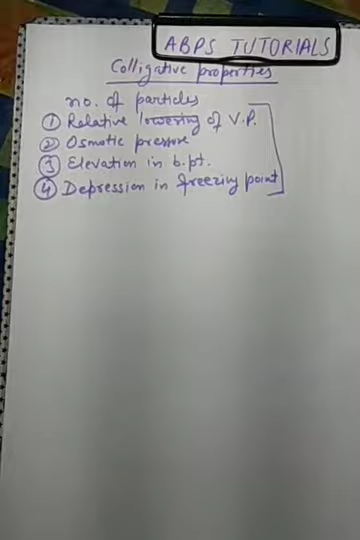 ABPS TUTORIALS
Colligative properties
no. of particles
① Relative lowering of V.P.
② Osmotic pressure
③ Elevation in b.pt.
④ Depression in freezing point